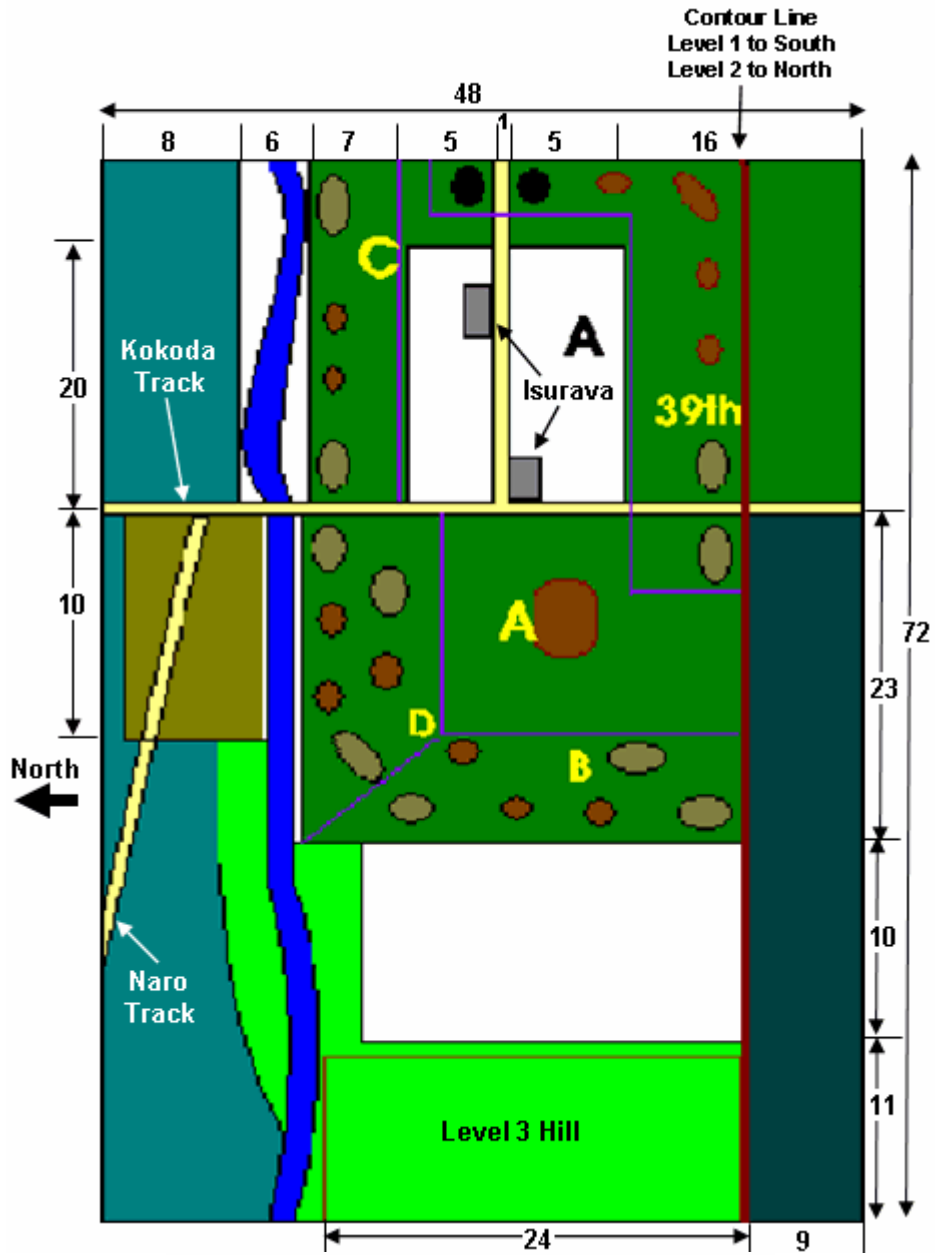 Contour Line
Level 1 to South
Level 2 to North
48
8
6
7
5
1
5
16
C
A
Kokoda
Track
20
Isurava
39th
10
A
72
23
D
B
North
10
Naro
Track
11
Level 3 Hill
24
9